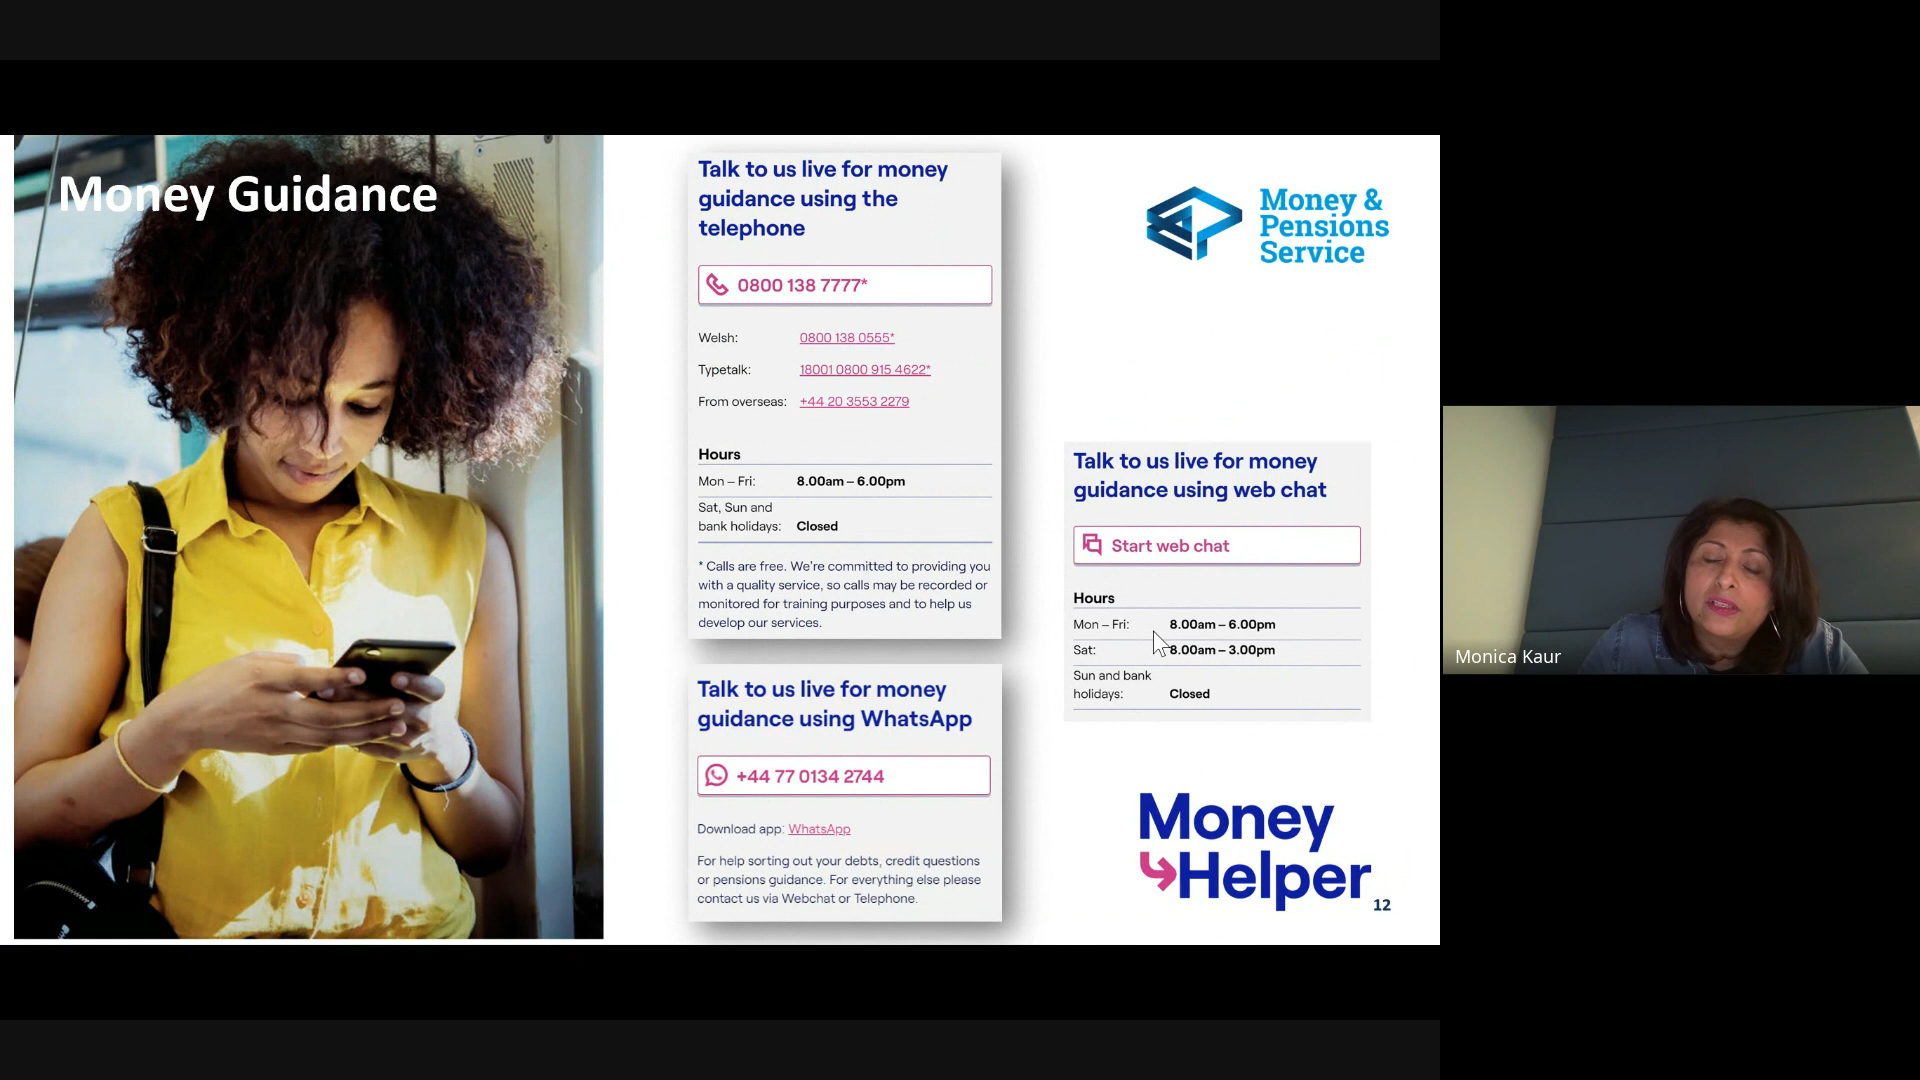 Money Guidance
Talk to us live for money
guidance using the
telephone
0800 138 7777*
Welsh: 0800 138 0555*
Typetalk: 18001 0800 915 4622*
From overseas: +44 20 3553 2279
Hours
Mon – Fri: 8.00am – 6.00pm
Sat, Sun and
bank holidays: Closed
* Calls are free. We're committed to providing you
with a quality service, so calls may be recorded or
monitored for training purposes and to help us
develop our services.
Talk to us live for money
guidance using WhatsApp
+44 77 0134 2744
Download app: WhatsApp
For help sorting out your debts, credit questions
or pensions guidance. For everything else please
contact us via Webchat or Telephone.
Money &
Pensions
Service
Talk to us live for money
guidance using web chat
Start web chat
Hours
Mon – Fri: 8.00am – 6.00pm
Sat: 8.00am – 3.00pm
Sun and bank
holidays: Closed
Money
Helper
12
Monica Kaur